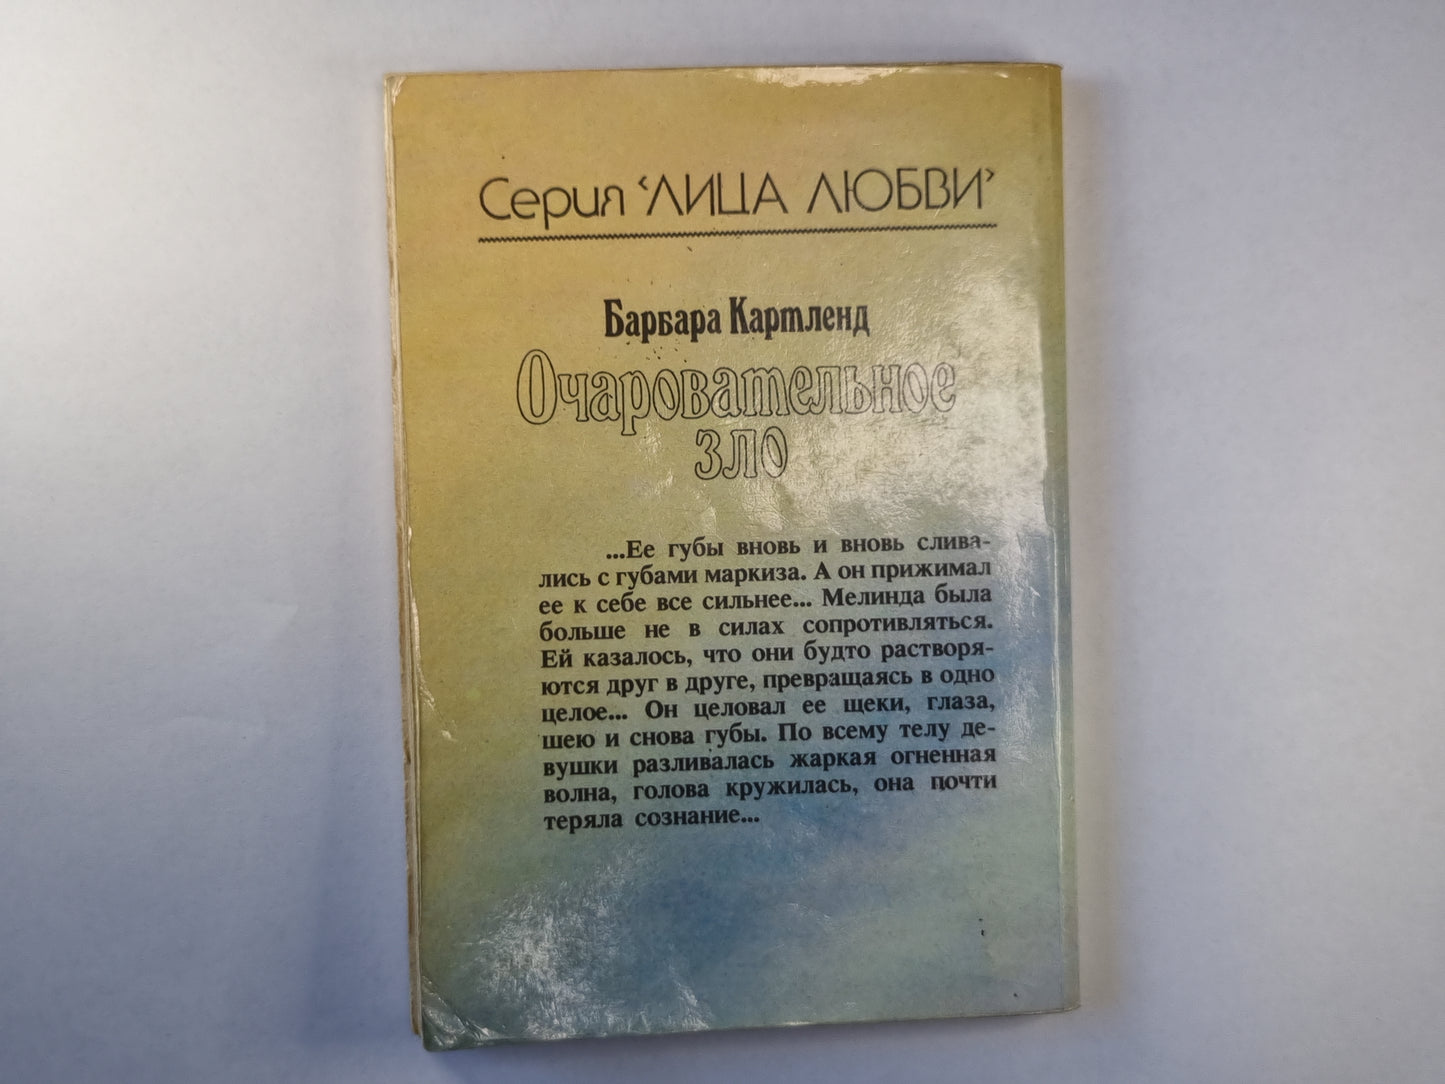 Серия ‘ЛИЦА ЛЮБВИ’
Барбара Картленд
Очаровательное
зло
...Ее губы вновь и вновь слива-
лись с губами маркиза. А он прижимал
ее к себе все сильнее... Мелинда была
больше не в силах сопротивляться.
Ей казалось, что они будто растворя-
ются друг в друге, превращаясь в одно
целое... Он целовал ее щеки, глаза,
шею и снова губы. По всему телу де-
вушки разливалась жаркая огненная
волна, голова кружилась, она почти
теряла сознание...